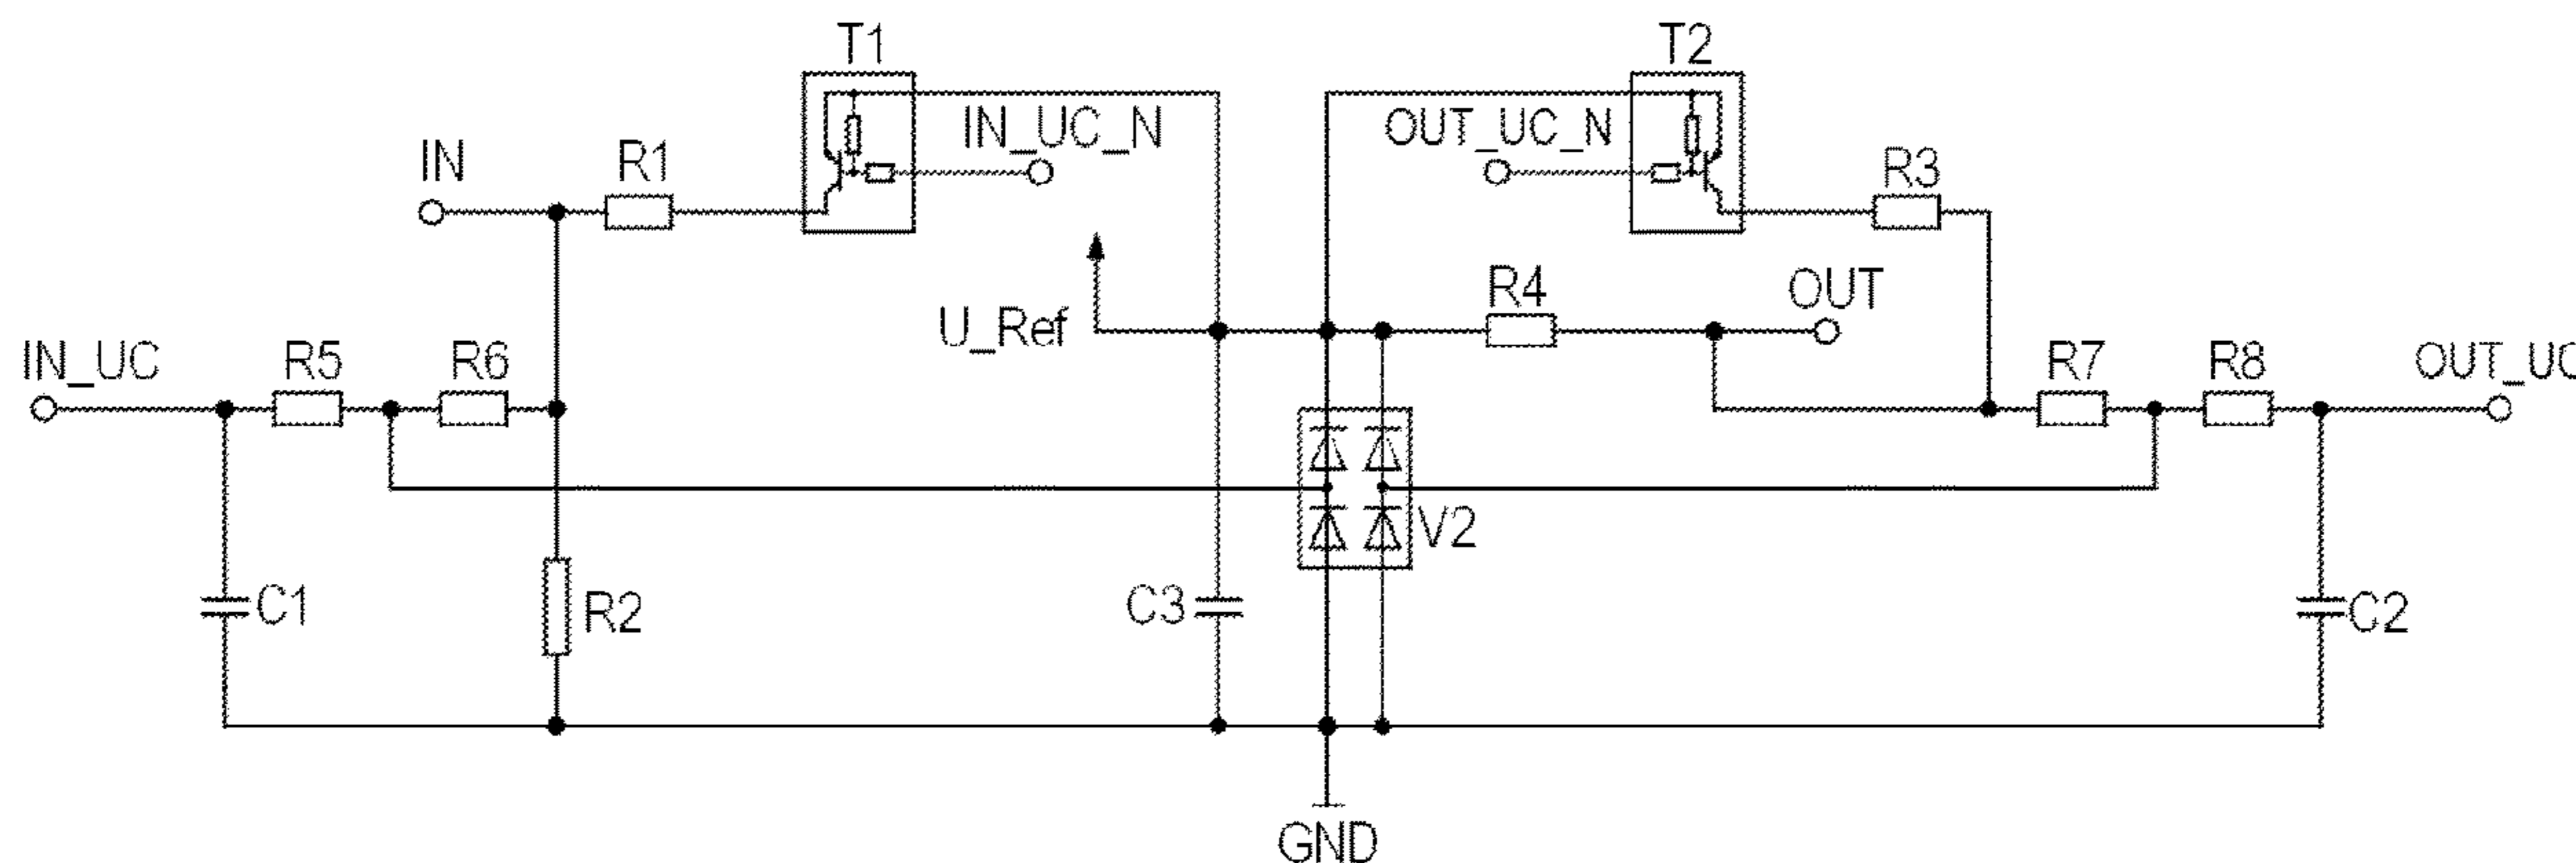 T1
T2
IN_UC_N
OUT_UC_N
IN
R1
R3
U_Ref
R4
OUT
IN_UC
R5
R6
R7
R8
OUT_UC
V2
C1
R2
C3
C2
GND